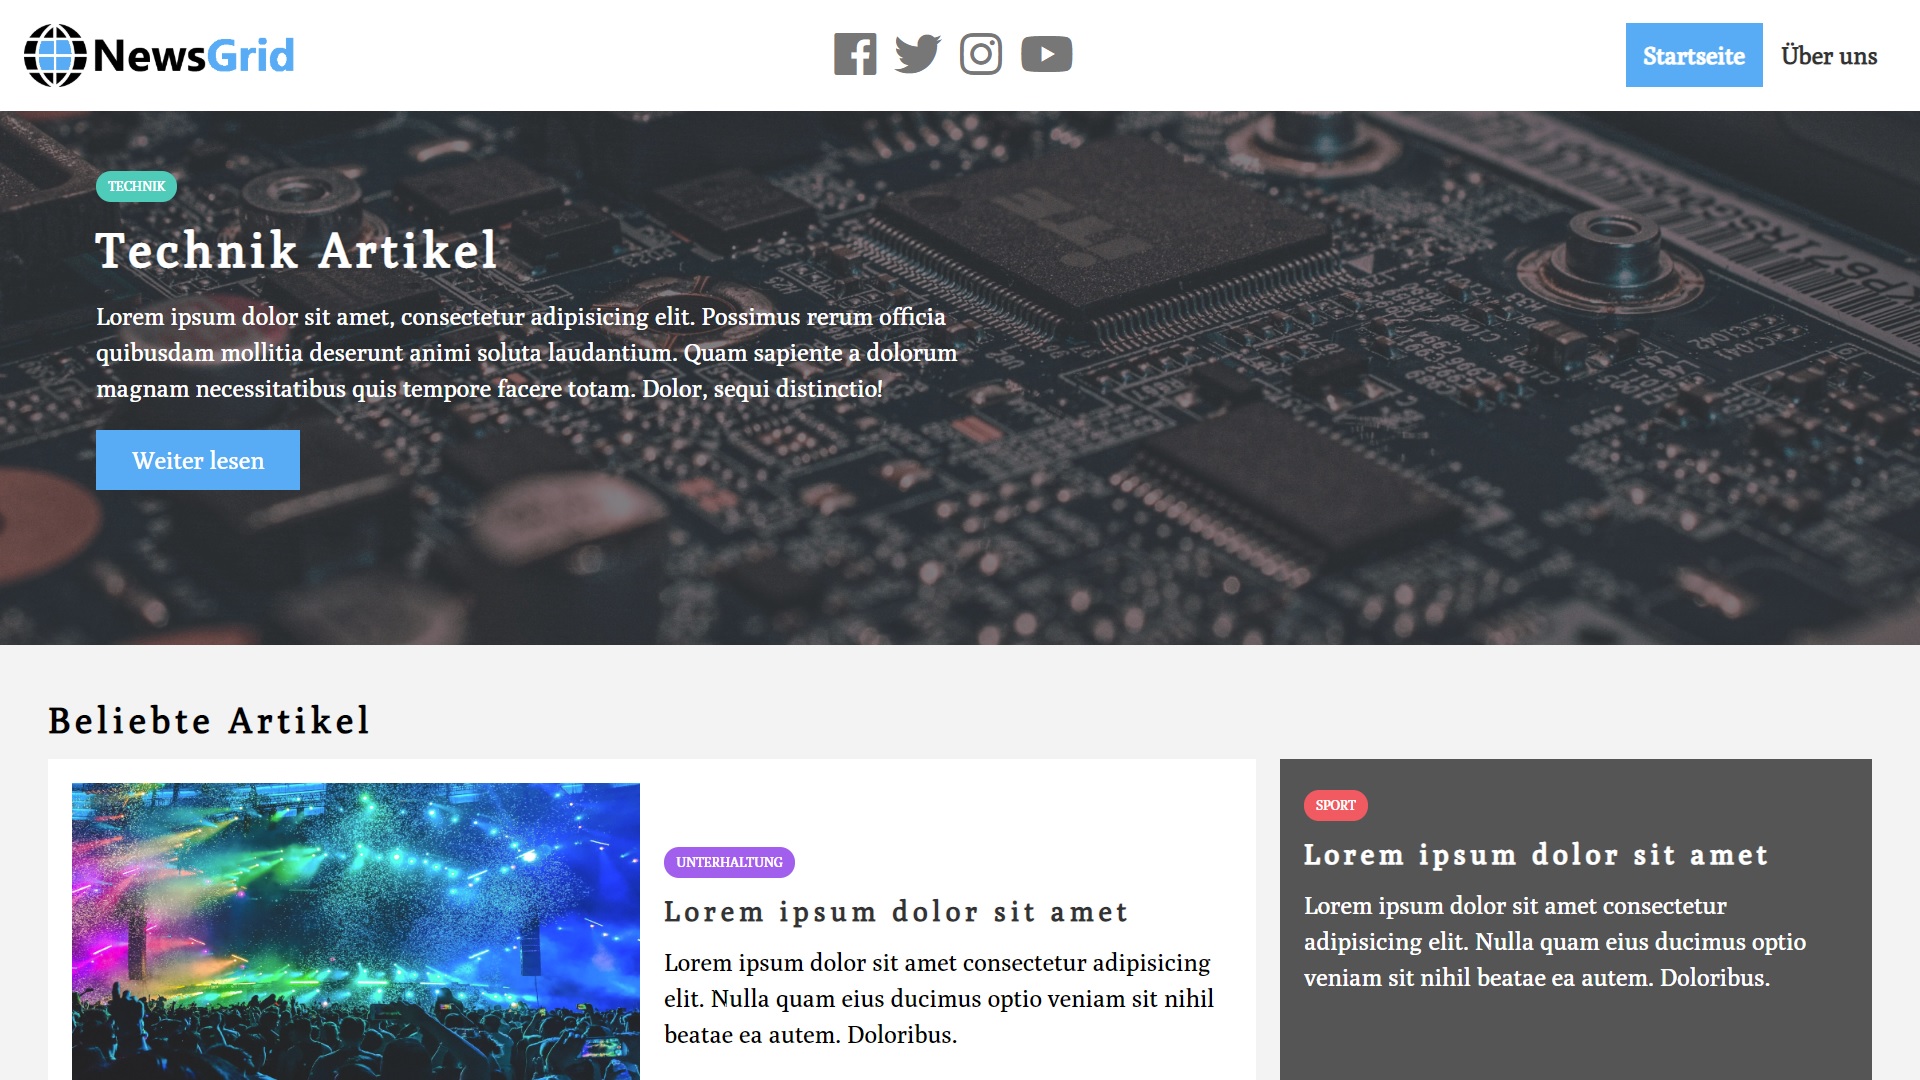 NewsGrid
Startseite
Über uns
TECHNIK
Technik Artikel
Lorem ipsum dolor sit amet, consectetur adipisicing elit. Possimus rerum officia
quibusdam mollitia deserunt animi soluta laudantium. Quam sapiente a dolorum
magnam necessitatibus quis tempore facere totam. Dolor, sequi distinctio!
Weiter lesen
Beliebte Artikel
UNTERHALTUNG
Lorem ipsum dolor sit amet
Lorem ipsum dolor sit amet consectetur adipisicing
elit. Nulla quam eius ducimus optio veniam sit nihil
beatae ea autem. Doloribus.
SPORT
Lorem ipsum dolor sit amet
Lorem ipsum dolor sit amet consectetur
adipisicing elit. Nulla quam eius ducimus optio
veniam sit nihil beatae ea autem. Doloribus.